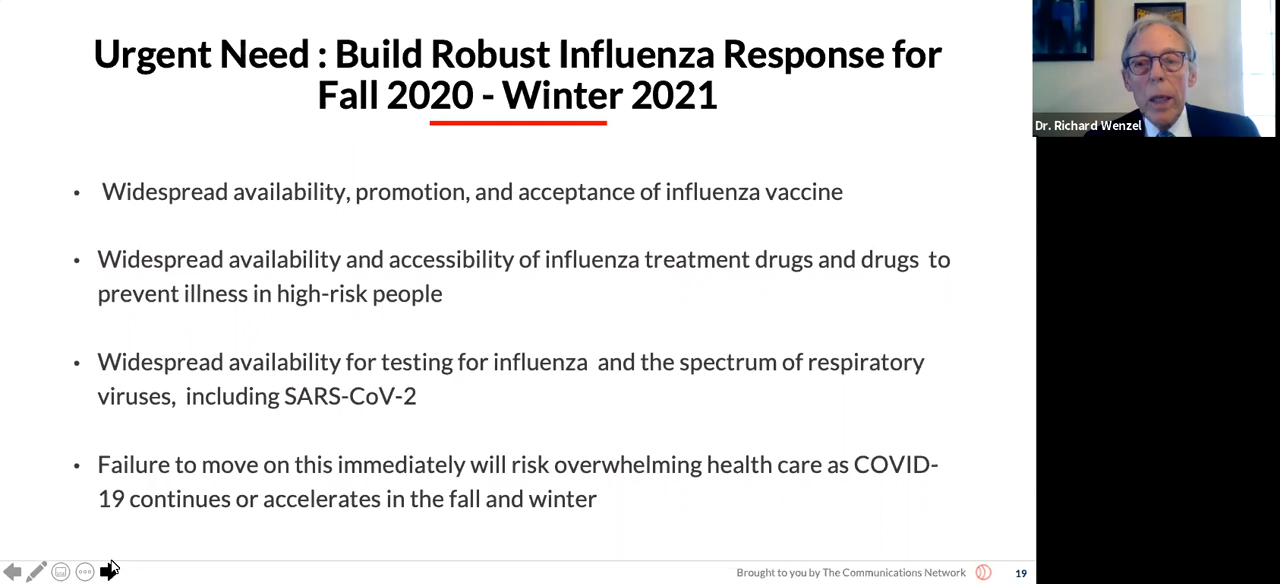 Urgent Need : Build Robust Influenza Response for
Fall 2020 - Winter 2021
• Widespread availability, promotion, and acceptance of influenza vaccine
• Widespread availability and accessibility of influenza treatment drugs and drugs to
prevent illness in high-risk people
• Widespread availability for testing for influenza and the spectrum of respiratory
viruses, including SARS-CoV-2
• Failure to move on this immediately will risk overwhelming health care as COVID-
19 continues or accelerates in the fall and winter
Brought to you by The Communications Network
19
Dr. Richard Wenzel